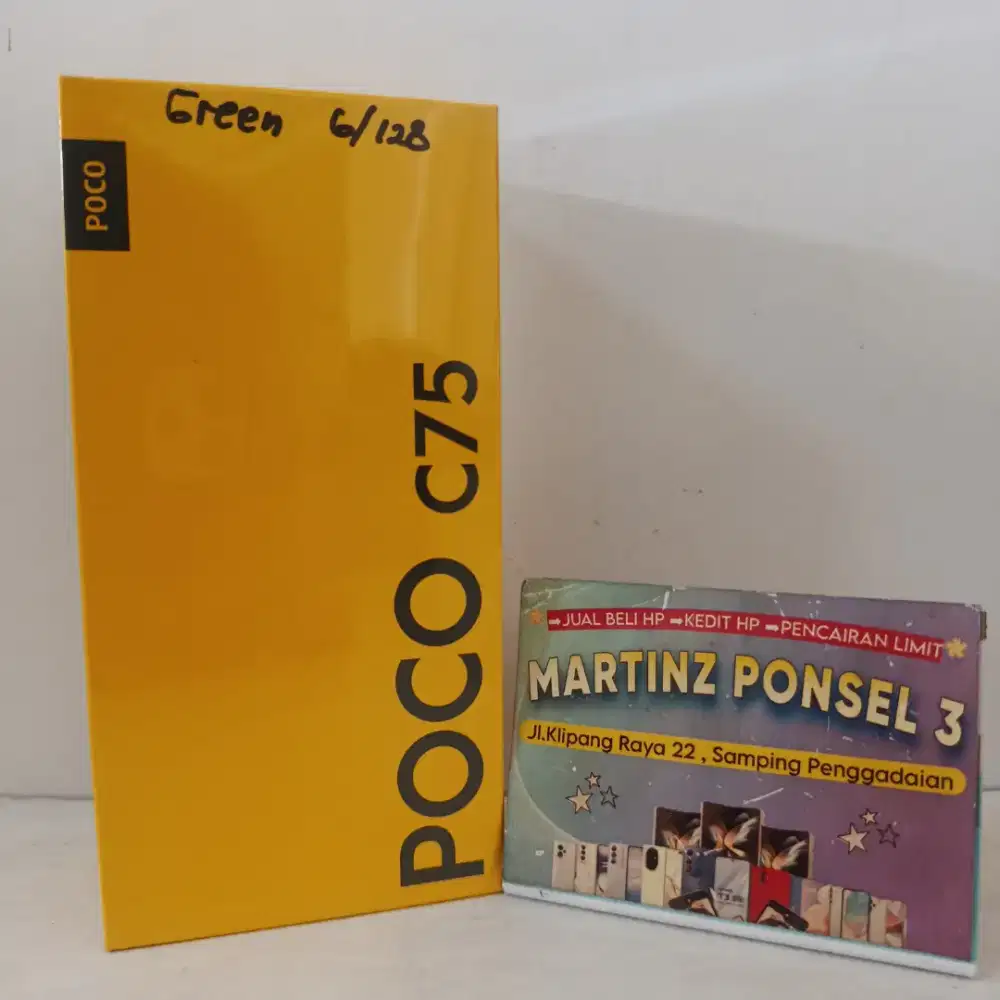 Green 6/128
POCO
POCO C75
➡JUAL BELI HP ➡KEDIT HP ➡PENCAIRAN LIMIT
MARTINZ PONSEL 3
Jl.Klipang Raya 22 , Samping Penggadaian